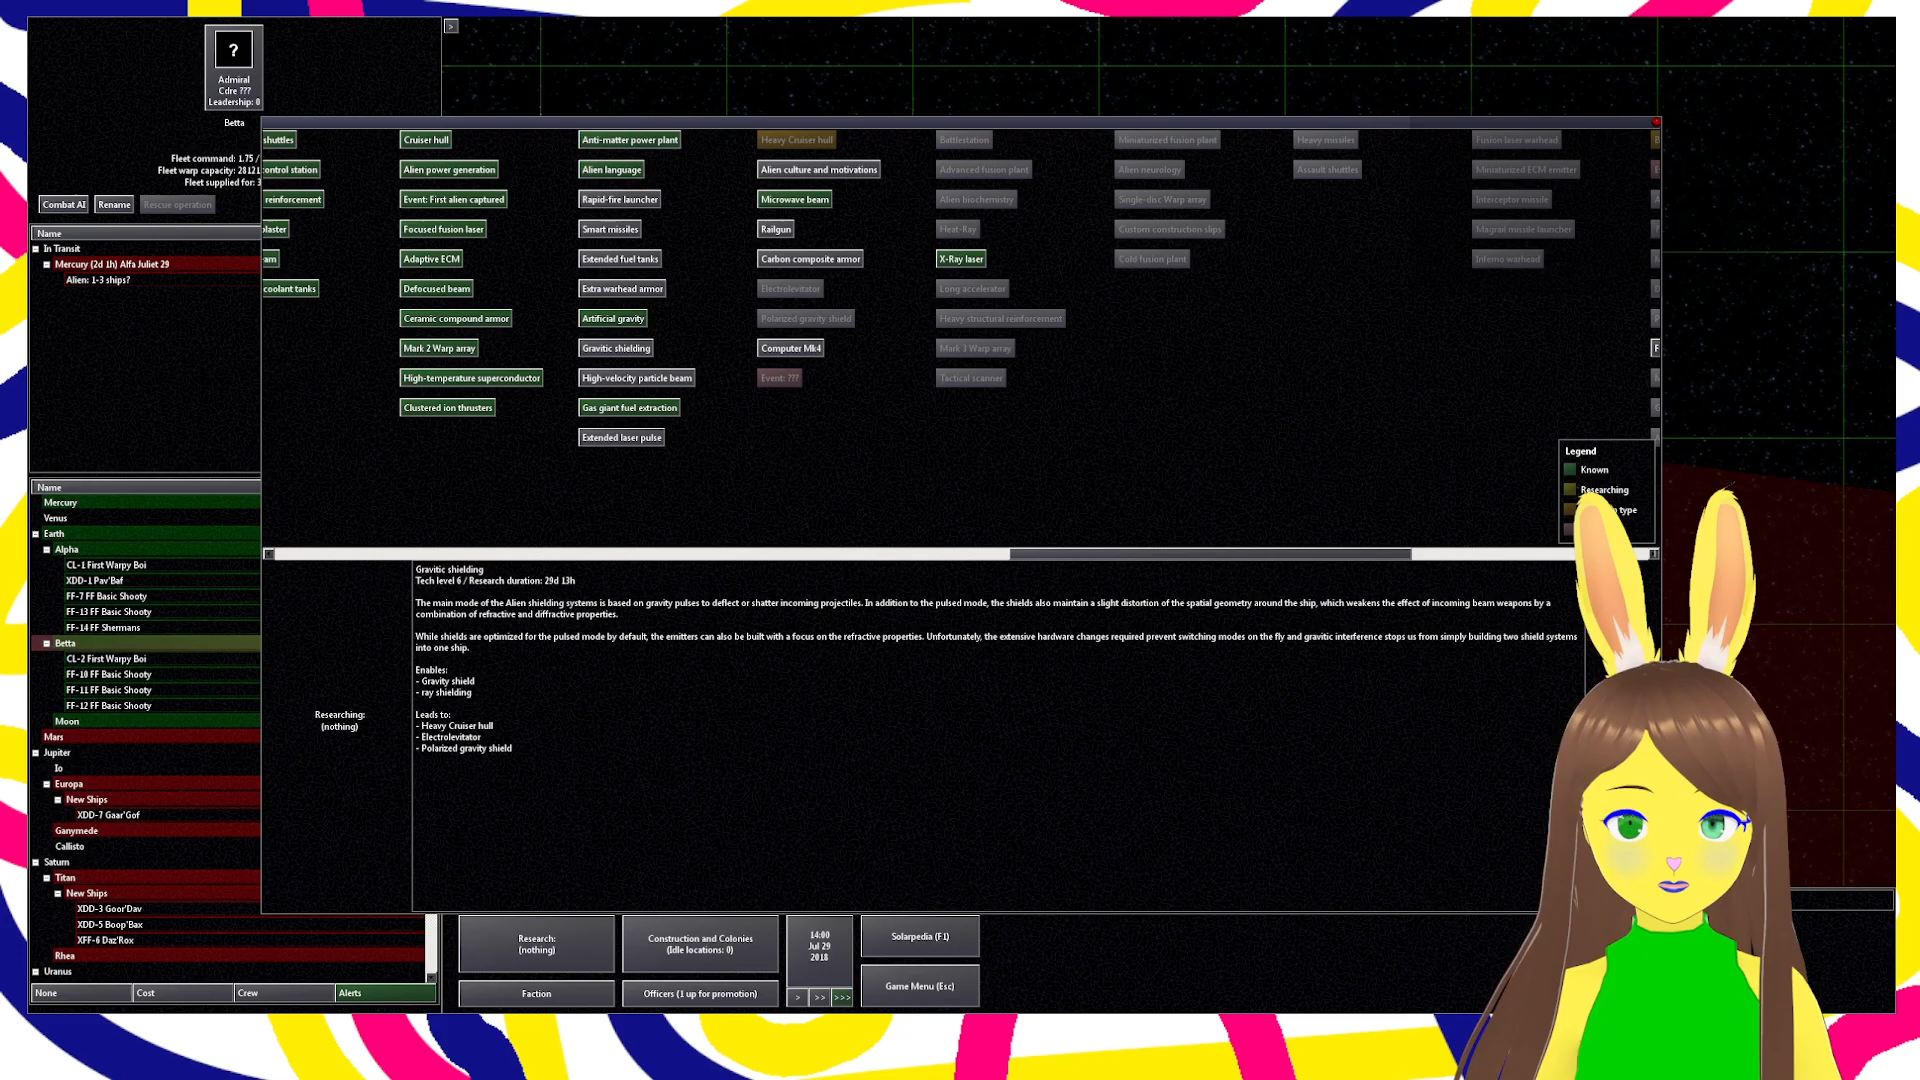 >
?
Admiral
Cdre ???
Leadership: 0
Betta
Fleet command: 1.75 /
Fleet warp capacity: 28121
Fleet supplied for: 3
Combat AI
Rename
Rescue operation
Name
In Transit
Mercury (2d 1h) Alfa Juliet 29
Alien: 1-3 ships?
Name
Mercury
Venus
Earth
Alpha
CL-1 First Warpy Boi
XDD-1 Pav'Baf
FF-7 FF Basic Shooty
FF-13 FF Basic Shooty
FF-14 FF Shermans
Betta
CL-2 First Warpy Boi
FF-10 FF Basic Shooty
FF-11 FF Basic Shooty
FF-12 FF Basic Shooty
Moon
Mars
Jupiter
Io
Europa
New Ships
XDD-7 Gaar'Gof
Ganymede
Callisto
Saturn
Titan
New Ships
XDD-3 Goor'Dav
XDD-5 Boop'Bax
XFF-6 Daz'Rox
Rhea
Uranus
None
Cost
Crew
Alerts
shuttles
ontrol station
reinforcement
laster
eam
coolant tanks
Cruiser hull
Alien power generation
Event: First alien captured
Focused fusion laser
Adaptive ECM
Defocused beam
Ceramic compound armor
Mark 2 Warp array
High-temperature superconductor
Clustered ion thrusters
Anti-matter power plant
Alien language
Rapid-fire launcher
Smart missiles
Extended fuel tanks
Extra warhead armor
Artificial gravity
Gravitic shielding
High-velocity particle beam
Gas giant fuel extraction
Extended laser pulse
Heavy Cruiser hull
Alien culture and motivations
Microwave beam
Railgun
Carbon composite armor
Electrolevitator
Polarized gravity shield
Computer Mk4
Event: ???
Battlestation
Advanced fusion plant
Alien biochemistry
Heat-Ray
X-Ray laser
Long accelerator
Heavy structural reinforcement
Mark 3 Warp array
Tactical scanner
Miniaturized fusion plant
Alien neurology
Single-disc Warp array
Custom construction slips
Cold fusion plant
Heavy missiles
Assault shuttles
Fusion laser warhead
Miniaturized ECM emitter
Interceptor missile
Magrail missile launcher
Inferno warhead
Legend
Known
Researching
type
Researching:
(nothing)
Gravitic shielding
Tech level 6 / Research duration: 29d 13h
The main mode of the Alien shielding systems is based on gravity pulses to deflect or shatter incoming projectiles. In addition to the pulsed mode, the shields also maintain a slight distortion of the spatial geometry around the ship, which weakens the effect of incoming beam weapons by a
combination of refractive and diffractive properties.
While shields are optimized for the pulsed mode by default, the emitters can also be built with a focus on the refractive properties. Unfortunately, the extensive hardware changes required prevent switching modes on the fly and gravitic interference stops us from simply building two shield systems
into one ship.
Enables:
- Gravity shield
- ray shielding
Leads to:
- Heavy Cruiser hull
- Electrolevitator
- Polarized gravity shield
Research:
(nothing)
Construction and Colonies
(Idle locations: 0)
14:00
Jul 29
2018
Solarpedia (F1)
Faction
Officers (1 up for promotion)
>
>>
>>>
Game Menu (Esc)